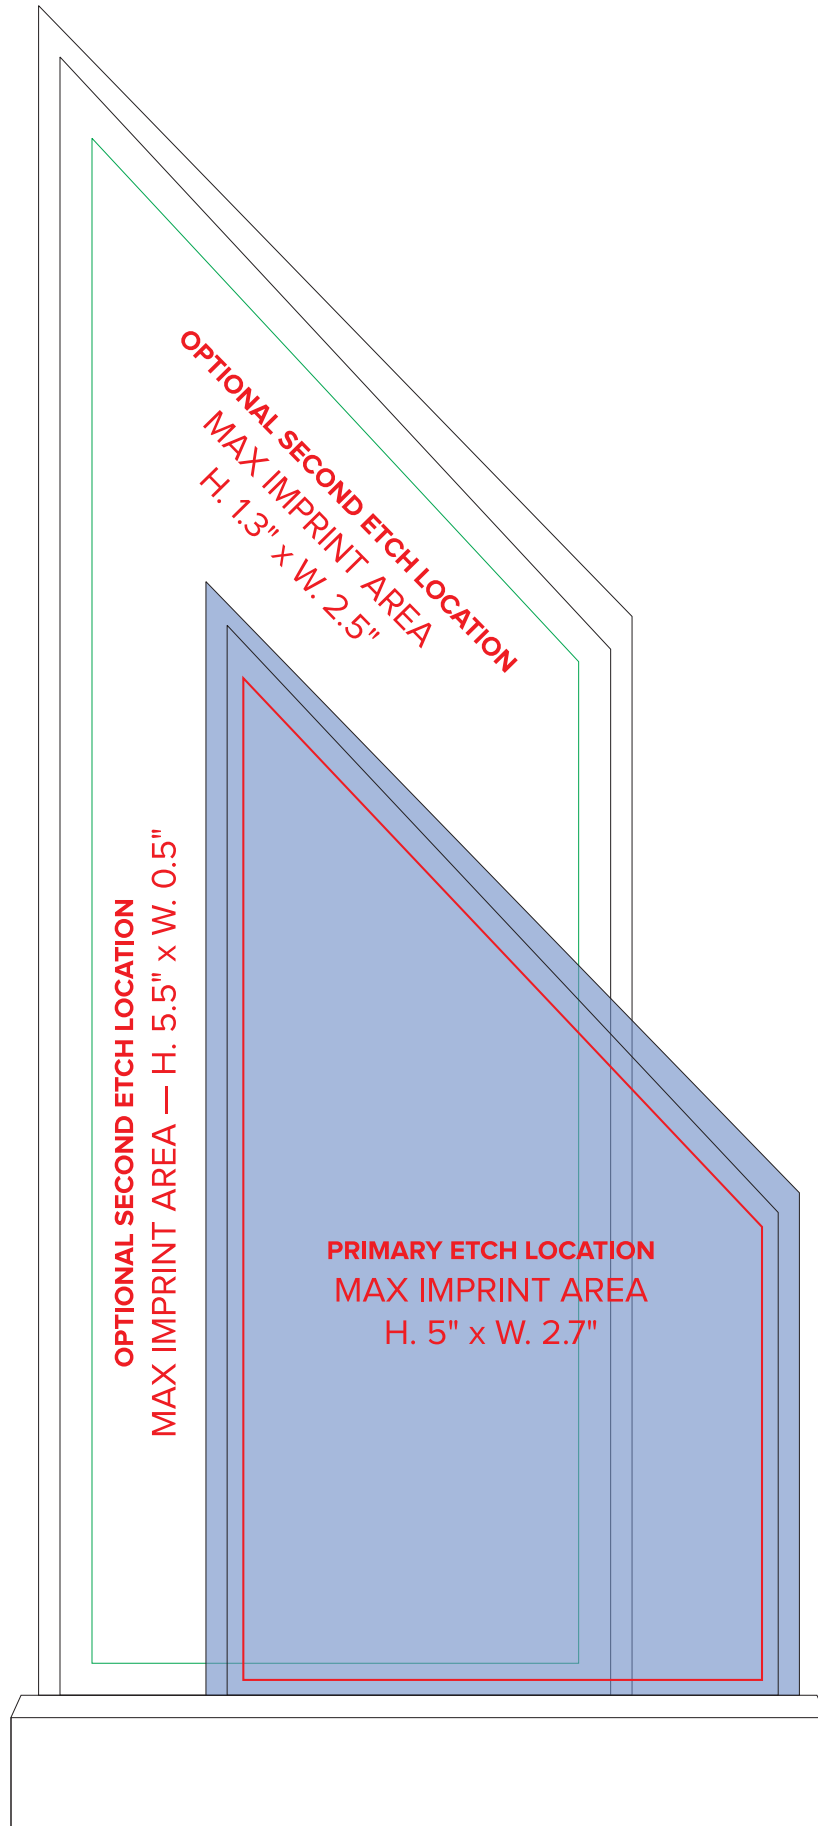 OPTIONAL SECOND ETCH LOCATION
MAX IMPRINT AREA
H. 1.3" x W. 2.5"
OPTIONAL SECOND ETCH LOCATION
MAX IMPRINT AREA — H. 5.5" x W. 0.5"
PRIMARY ETCH LOCATION
MAX IMPRINT AREA
H. 5" x W. 2.7"